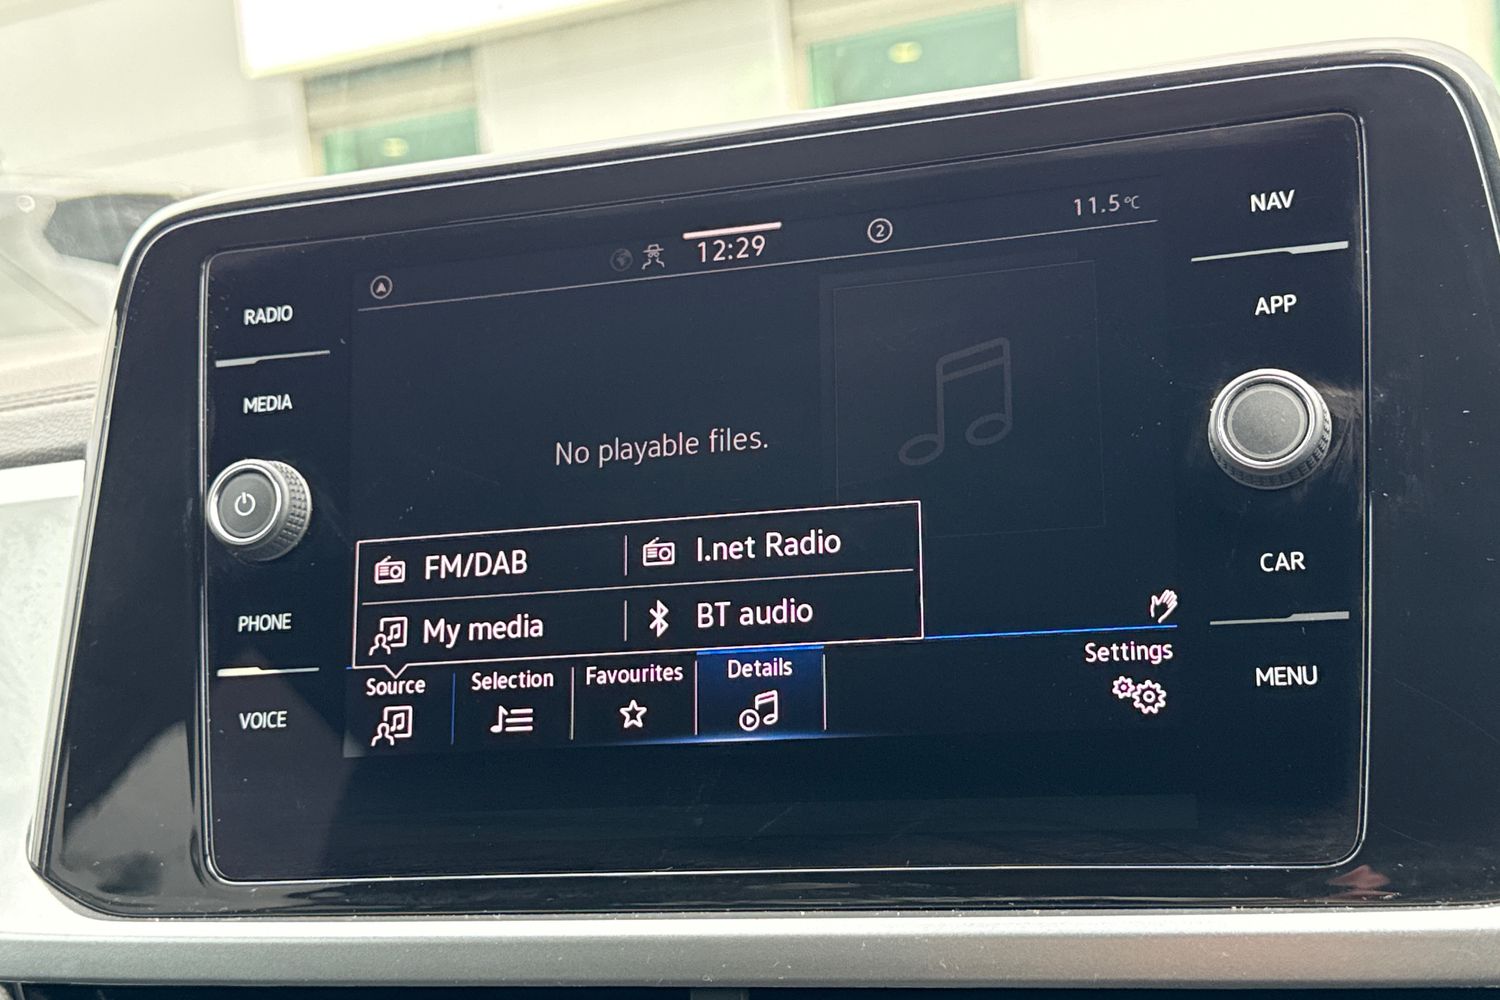 11.5°C
NAV
12:29
2
RADIO
APP
MEDIA
No playable files.
FM/DAB
I.net Radio
CAR
My media
BT audio
PHONE
Settings
Source
Selection
Favourites
Details
MENU
VOICE